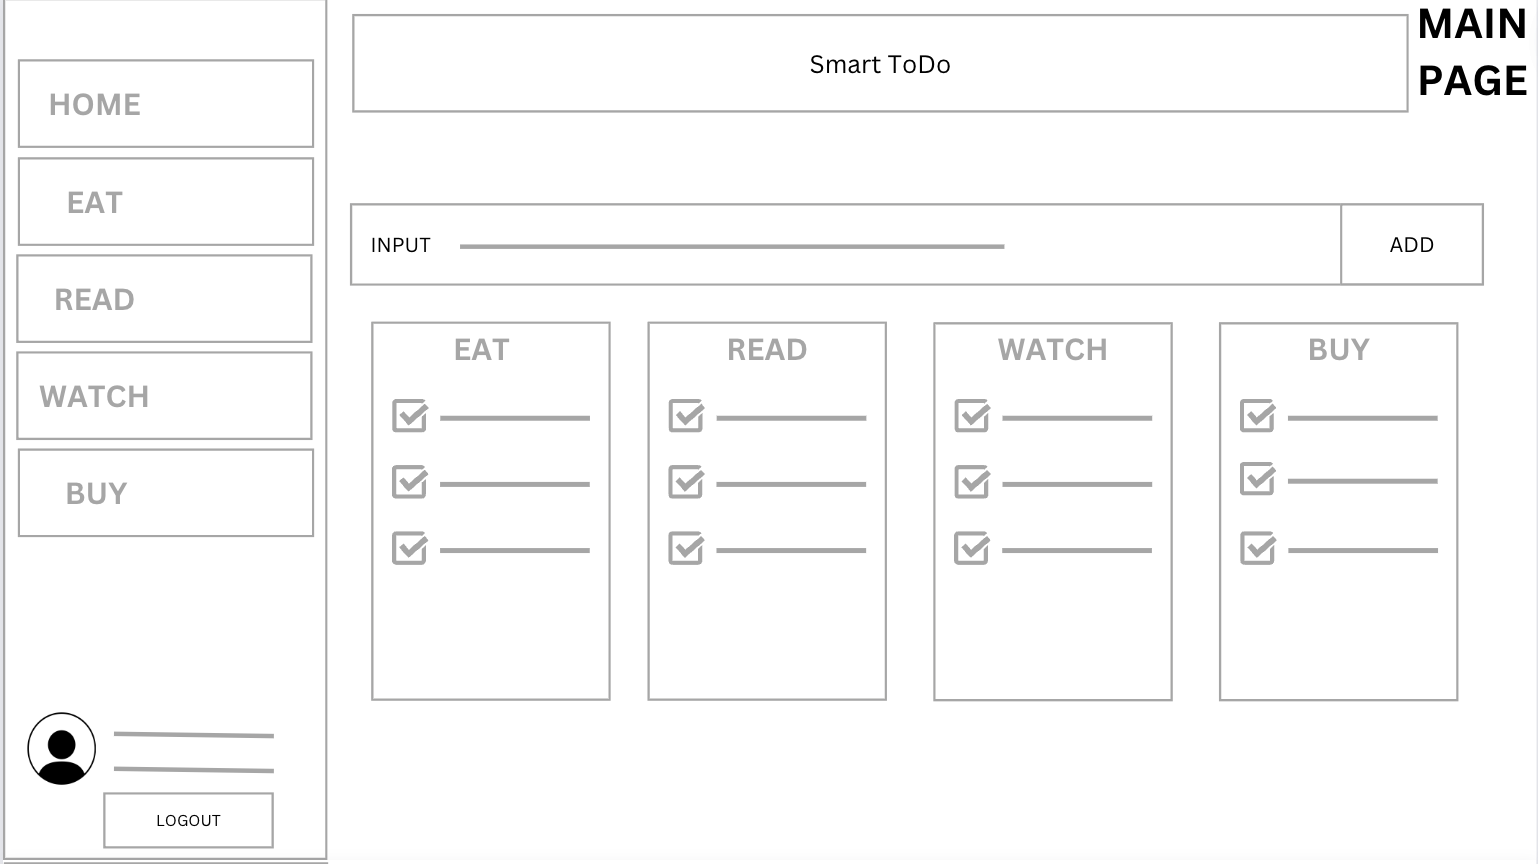 HOME
EAT
READ
WATCH
BUY
LOGOUT
Smart ToDo
MAIN
PAGE
INPUT
ADD
EAT
READ
WATCH
BUY